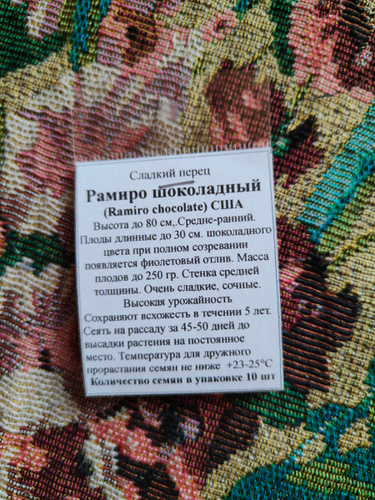 Сладкий перец
Рамиро шоколадный
(Ramiro chocolate) США
Высота до 80 см,.Средне-ранний.
Плоды длинные до 30 см. шоколадного
цвета при полном созревании
появляется фиолетовый отлив. Масса
плодов до 250 гр. Стенка средней
толщины. Очень сладкие, сочные.
Высокая урожайность
Сохраняют всхожесть в течении 5 лет.
Сеять на рассаду за 45-50 дней до
высадки растения на постоянное
место. Температура для дружного
прорастания семян не ниже +23-25°С
Количество семян в упаковке 10 шт